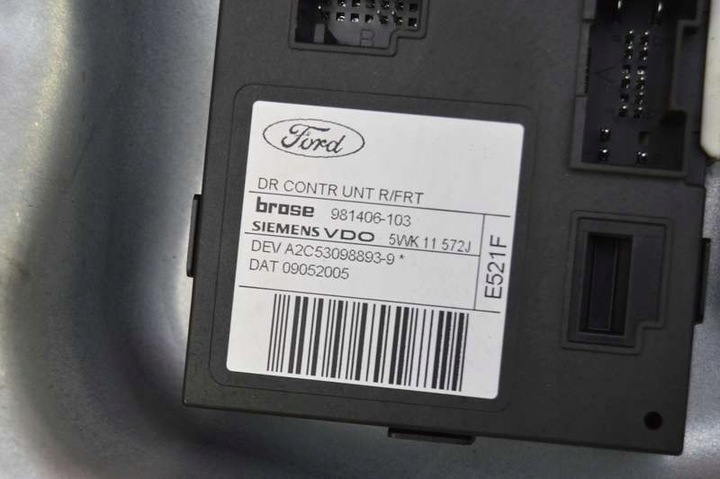 B
A
Ford
DR CONTR UNT R/FRT
brose 981406-103
SIEMENS VDO 5WK 11 572J
DEV A2C53098893-9 *
DAT 09052005
E521F